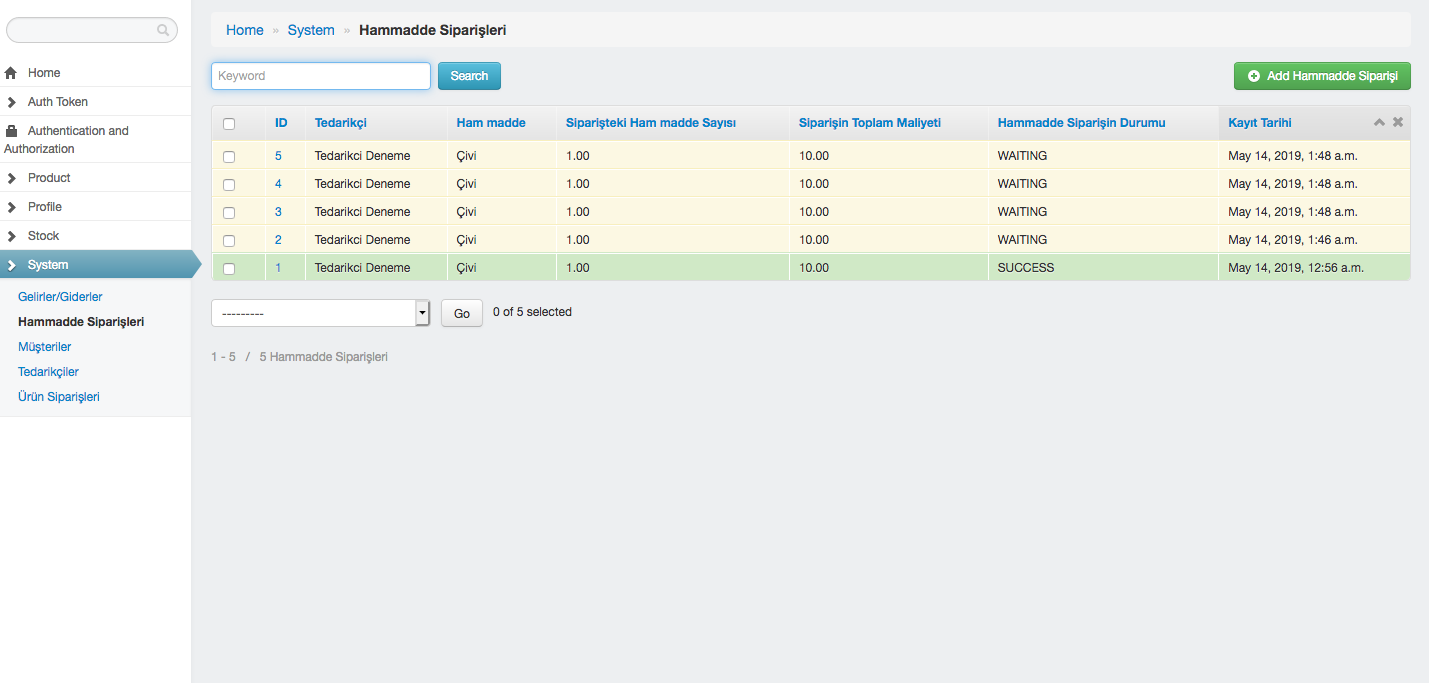 Home
Auth Token
Authentication and
Authorization
Product
Profile
Stock
System
Gelirler/Giderler
Hammadde Siparişleri
Müşteriler
Tedarikçiler
Ürün Siparişleri
Home » System » Hammadde Siparişleri
Keyword Search Add Hammadde Siparişi
ID Tedarikçi Ham madde Siparişteki Ham madde Sayısı Siparişin Toplam Maliyeti Hammadde Siparişin Durumu Kayıt Tarihi
5 Tedarikci Deneme Çivi 1.00 10.00 WAITING May 14, 2019, 1:48 a.m.
4 Tedarikci Deneme Çivi 1.00 10.00 WAITING May 14, 2019, 1:48 a.m.
3 Tedarikci Deneme Çivi 1.00 10.00 WAITING May 14, 2019, 1:48 a.m.
2 Tedarikci Deneme Çivi 1.00 10.00 WAITING May 14, 2019, 1:46 a.m.
1 Tedarikci Deneme Çivi 1.00 10.00 SUCCESS May 14, 2019, 12:56 a.m.
--------- Go 0 of 5 selected
1 - 5 / 5 Hammadde Siparişleri